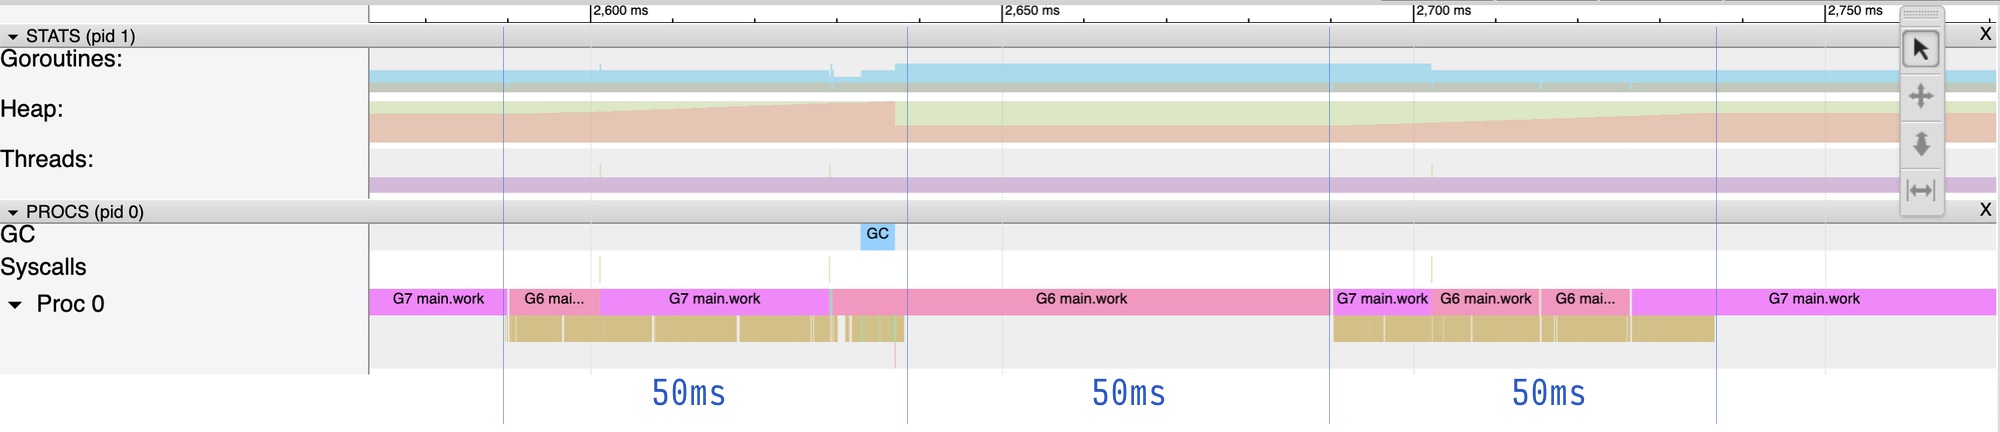 2,600 ms 2,650 ms 2,700 ms 2,750 ms
STATS (pid 1) X
Goroutines:
Heap:
Threads:
PROCS (pid 0) X
GC GC
Syscalls
Proc 0 G7 main.work G6 mai... G7 main.work G6 main.work G7 main.work G6 main.work G6 mai... G7 main.work
50ms 50ms 50ms